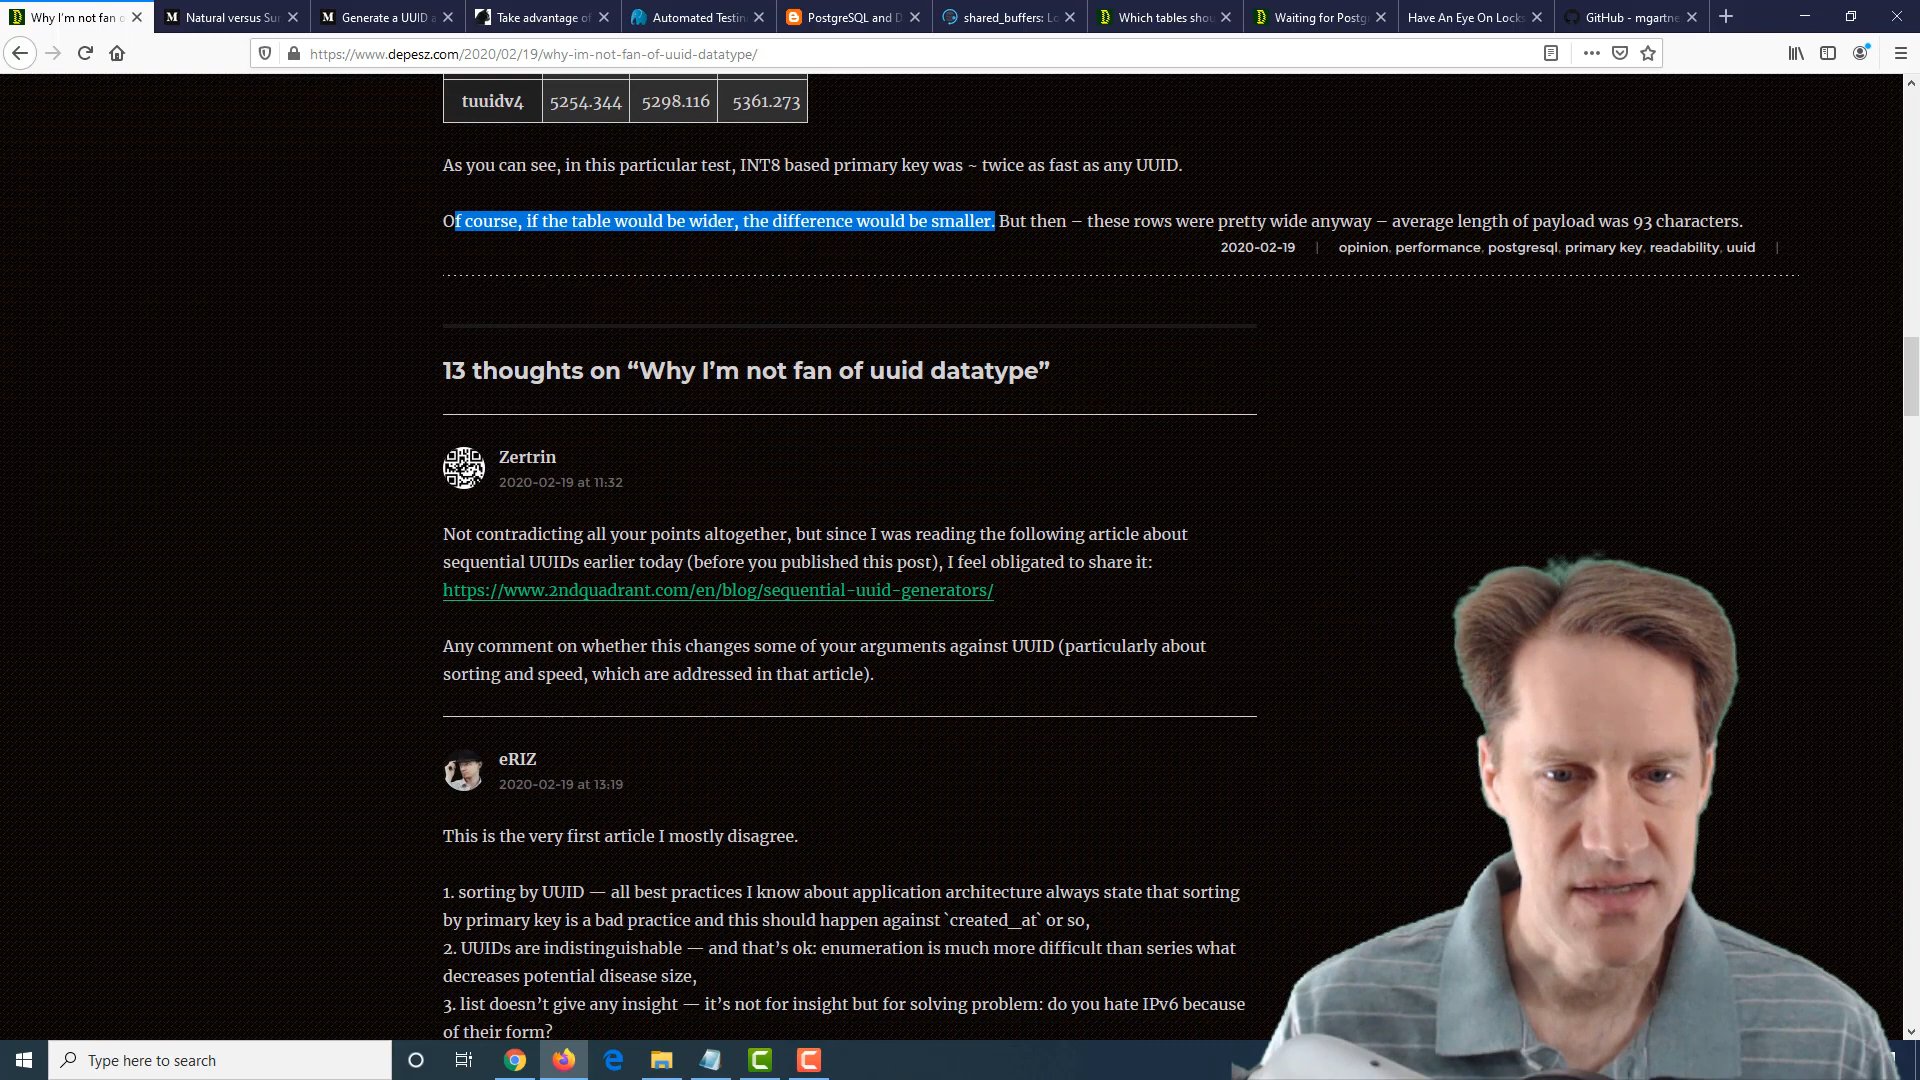 Why I'm not fan o
Natural versus Sur
Generate a UUID a
Take advantage of
Automated Testin
PostgreSQL and D
shared_buffers: Lo
Which tables shou
Waiting for Postg
Have An Eye On Locks
GitHub - mgartne
https://www.depesz.com/2020/02/19/why-im-not-fan-of-uuid-datatype/
tuuidv4 5254.344 5298.116 5361.273
As you can see, in this particular test, INT8 based primary key was ~ twice as fast as any UUID.
Of course, if the table would be wider, the difference would be smaller. But then – these rows were pretty wide anyway – average length of payload was 93 characters.
2020-02-19 | opinion, performance, postgresql, primary key, readability, uuid |
13 thoughts on “Why I’m not fan of uuid datatype”
Zertrin
2020-02-19 at 11:32
Not contradicting all your points altogether, but since I was reading the following article about
sequential UUIDs earlier today (before you published this post), I feel obligated to share it:
https://www.2ndquadrant.com/en/blog/sequential-uuid-generators/
Any comment on whether this changes some of your arguments against UUID (particularly about
sorting and speed, which are addressed in that article).
eRIZ
2020-02-19 at 13:19
This is the very first article I mostly disagree.
1. sorting by UUID — all best practices I know about application architecture always state that sorting
by primary key is a bad practice and this should happen against `created_at` or so,
2. UUIDs are indistinguishable — and that’s ok: enumeration is much more difficult than series what
decreases potential disease size,
3. list doesn’t give any insight — it’s not for insight but for solving problem: do you hate IPv6 because
of their form?
Type here to search